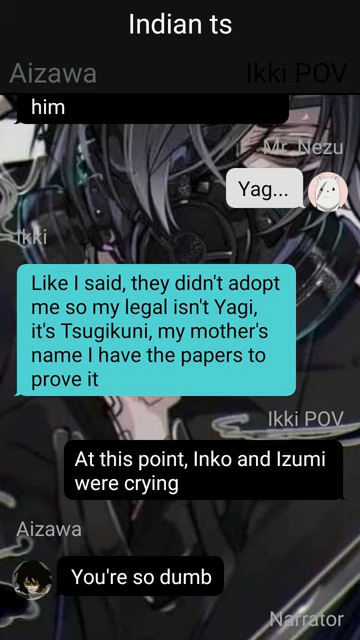 Indian ts
Aizawa
Ikki POV
him
Mr. Nezu
Yag...
Ikki
Like I said, they didn't adopt
me so my legal isn't Yagi,
it's Tsugikuni, my mother's
name I have the papers to
prove it
Ikki POV
At this point, Inko and Izumi
were crying
Aizawa
You're so dumb
Narrator